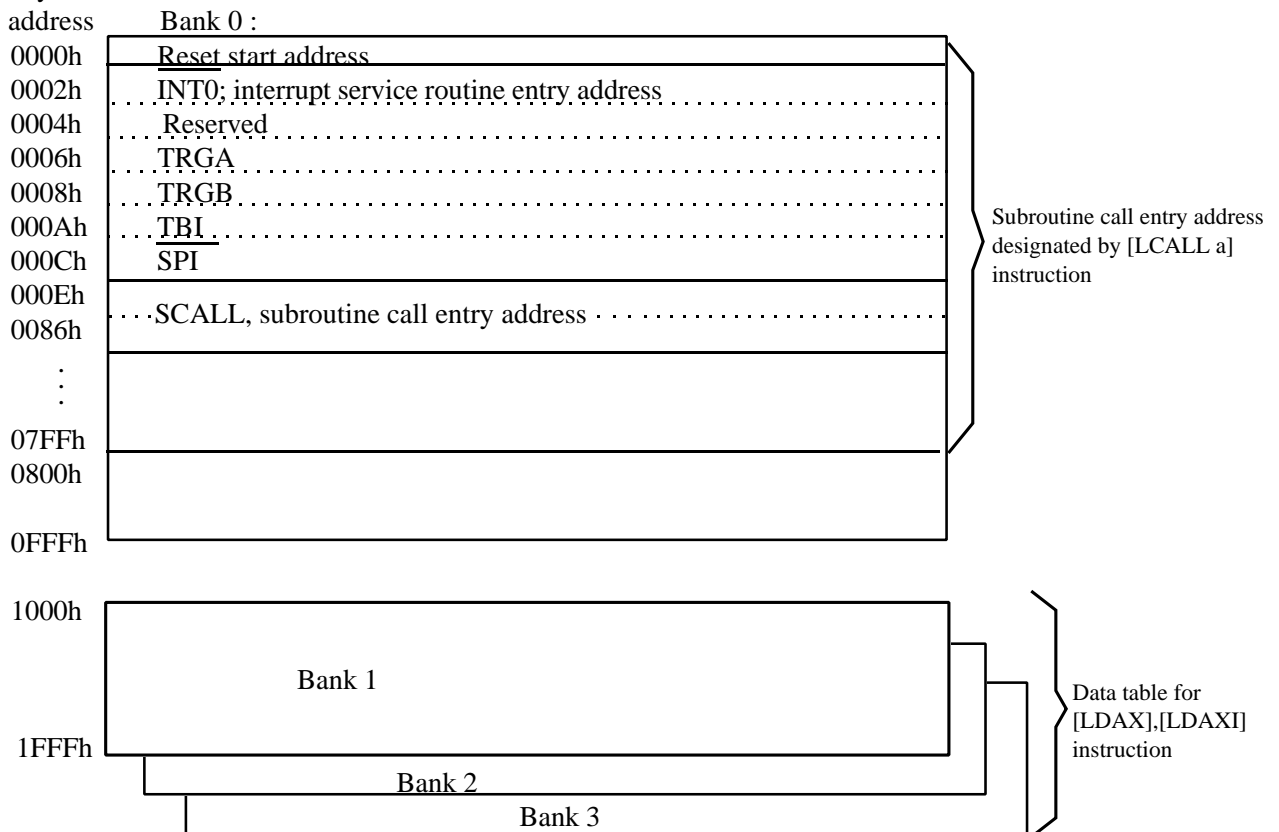 address Bank 0 :
0000h Reset start address
0002h INT0; interrupt service routine entry address
0004h Reserved
0006h TRGA
0008h TRGB
000Ah TBI
000Ch SPI
000Eh
SCALL, subroutine call entry address
0086h
.
.
.
07FFh
0800h
0FFFh
Subroutine call entry address
designated by [LCALL a]
instruction
1000h
Bank 1
1FFFh
Bank 2
Bank 3
Data table for
[LDAX],[LDAXI]
instruction